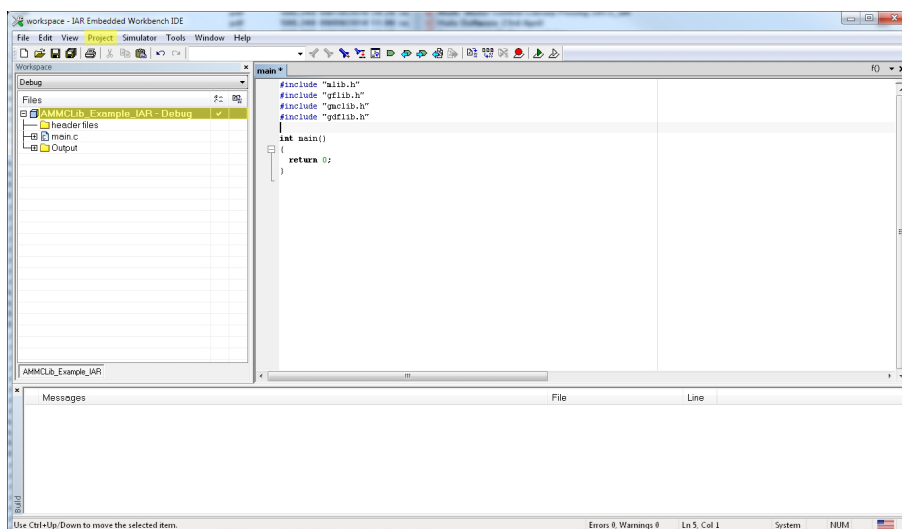 workspace - IAR Embedded Workbench IDE
File Edit View Project Simulator Tools Window Help
Workspace
Debug
Files
AMMCLib_Example_IAR - Debug
header files
main.c
Output
AMMCLib_Example_IAR
main *
f()
#include "mlib.h"
#include "gflib.h"
#include "gmclib.h"
#include "gdflib.h"
int main()
{
return 0;
}
Messages File Line
Build
Use Ctrl+Up/Down to move the selected item. Errors 0, Warnings 0 Ln 5, Col 1 System NUM